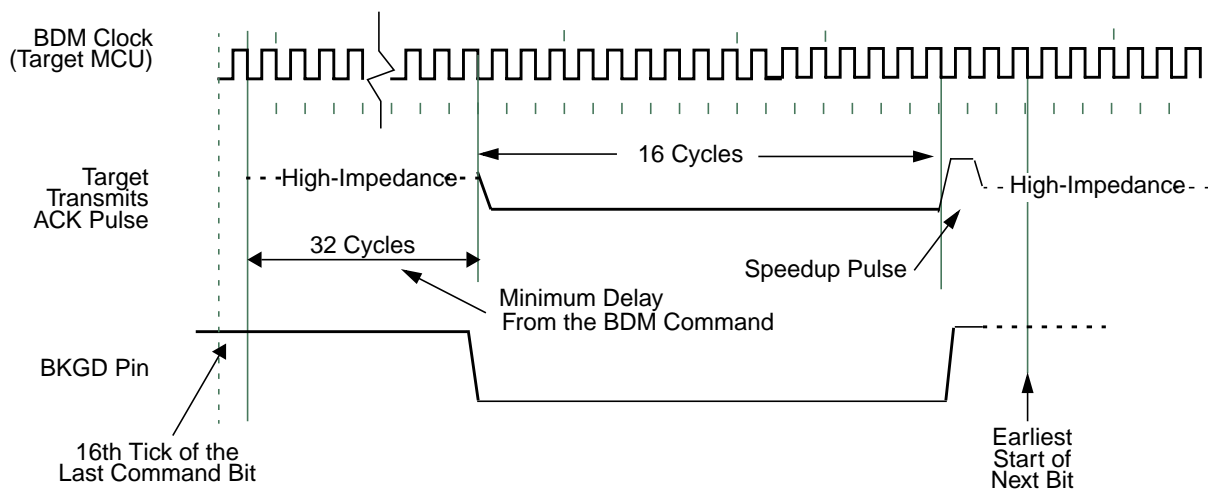 BDM Clock
(Target MCU)
16 Cycles
Target
Transmits
ACK Pulse
High-Impedance
High-Impedance
32 Cycles
Speedup Pulse
Minimum Delay
From the BDM Command
BKGD Pin
16th Tick of the
Last Command Bit
Earliest
Start of
Next Bit